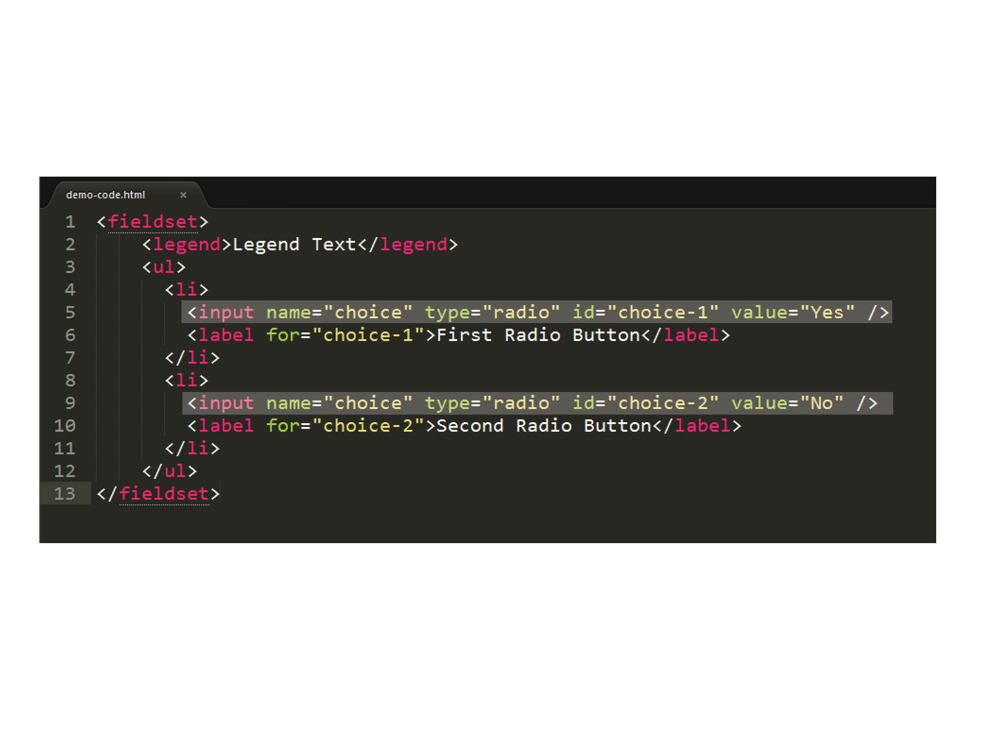 demo-code.html ×
1 <fieldset>
2 <legend>Legend Text</legend>
3 <ul>
4 <li>
5 <input name="choice" type="radio" id="choice-1" value="Yes" />
6 <label for="choice-1">First Radio Button</label>
7 </li>
8 <li>
9 <input name="choice" type="radio" id="choice-2" value="No" />
10 <label for="choice-2">Second Radio Button</label>
11 </li>
12 </ul>
13 </fieldset>